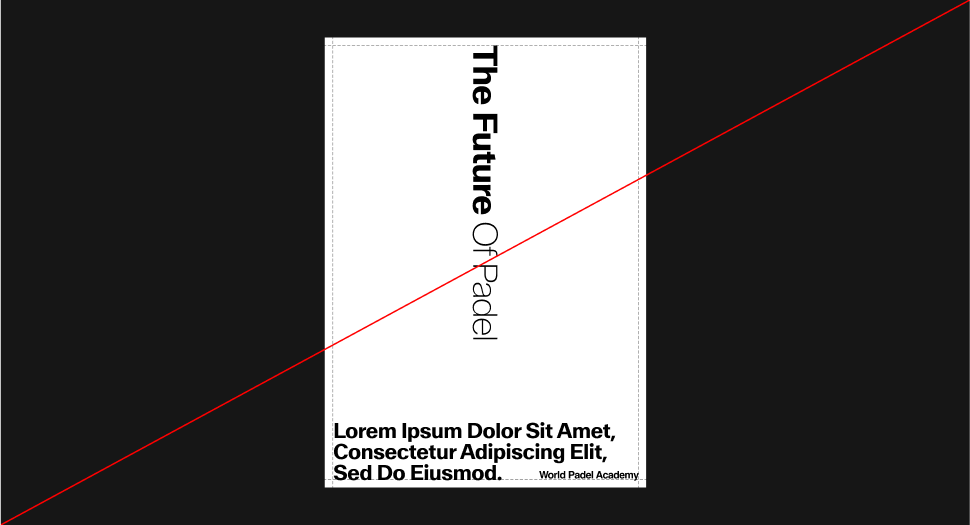 The Future Of Padel
Lorem Ipsum Dolor Sit Amet,
Consectetur Adipiscing Elit,
Sed Do Eiusmod.
World Padel Academy